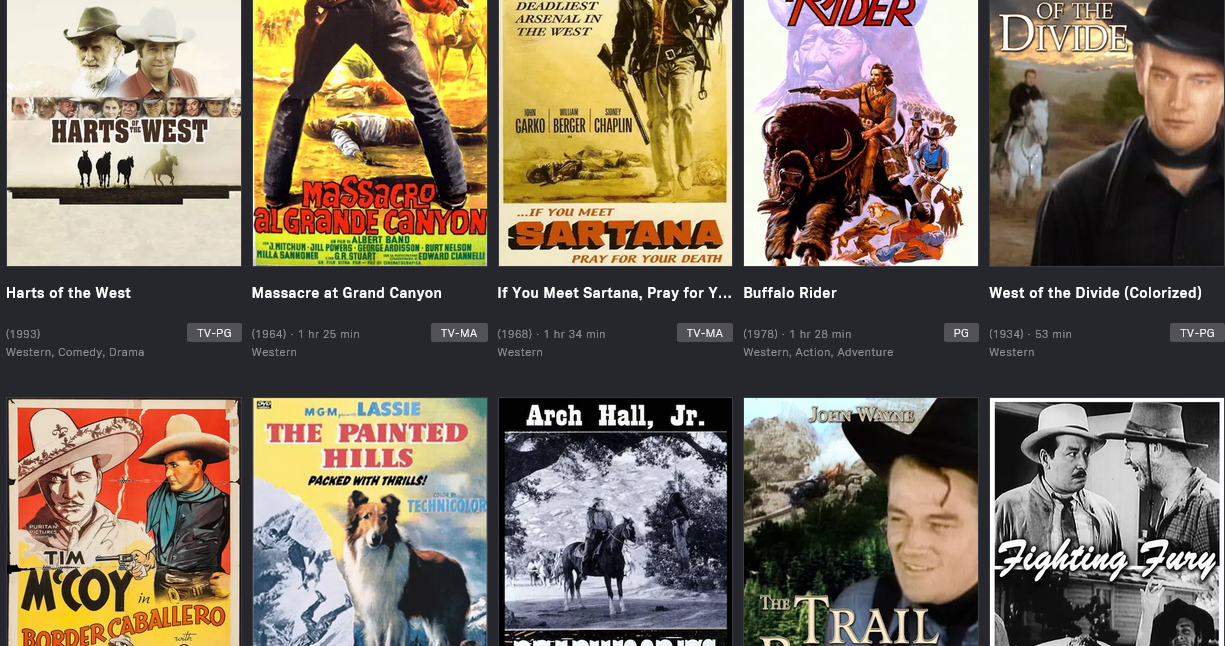 DEADLIEST
ARSENAL IN
THE WEST
RIDER
OF THE
DIVIDE
JOHN GARKO
WILLIAM BERGER
SIDNEY CHAPLIN
HARTS OF THE WEST
MASSACRO
AL GRANDE CANYON
UN FILM DI ALBERT BAND
CON J. MITCHUM · JILL POWERS · GEORGE ARDISSON · BURT NELSON
MILLA SANNONER G.R. STUART EDWARD CIANNELLI
...IF YOU MEET
SARTANA
PRAY FOR YOUR DEATH
Harts of the West
Massacre at Grand Canyon
If You Meet Sartana, Pray for Y...
Buffalo Rider
West of the Divide (Colorized)
(1993)
TV-PG
Western, Comedy, Drama
(1964) · 1 hr 25 min
TV-MA
Western
(1968) · 1 hr 34 min
TV-MA
Western
(1978) · 1 hr 28 min
PG
Western, Action, Adventure
(1934) · 53 min
TV-PG
Western
PURITAN
PICTURES
TIM
McCOY
in
BORDER CABALLERO
with
DVD
M·G·M presents LASSIE
THE PAINTED
HILLS
PACKED WITH THRILLS!
COLOR BY
TECHNICOLOR
Arch Hall, Jr.
JOHN WAYNE
THE TRAIL
Fighting Fury